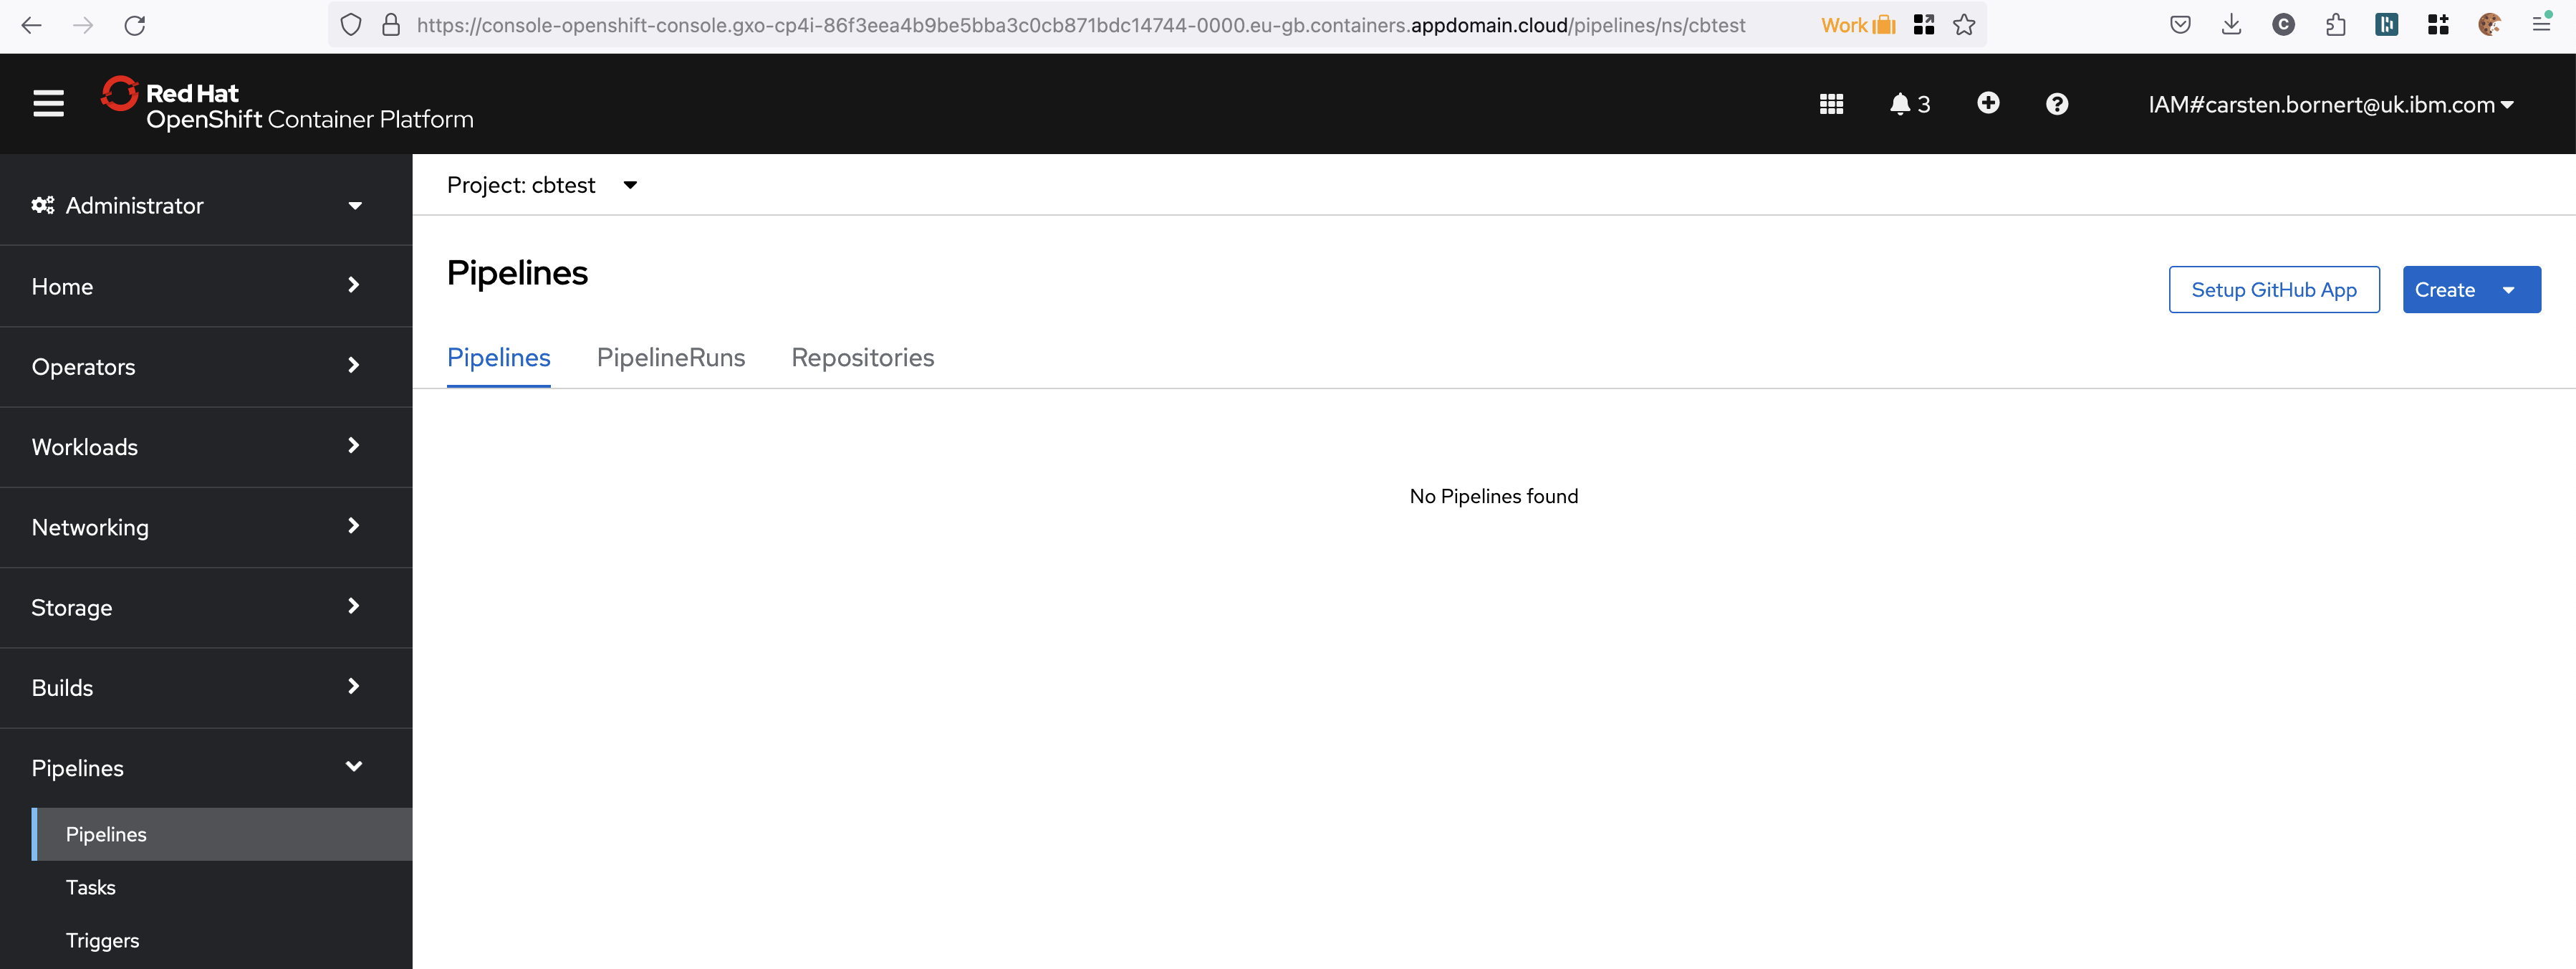 https://console-openshift-console.gxo-cp4i-86f3eea4b9be5bba3c0cb871bdc14744-0000.eu-gb.containers.appdomain.cloud/pipelines/ns/cbtest Work C
Red Hat
OpenShift Container Platform
3
IAM#carsten.bornert@uk.ibm.com
Administrator
Home
Operators
Workloads
Networking
Storage
Builds
Pipelines
Pipelines
Tasks
Triggers
Project: cbtest
Pipelines
Setup GitHub App
Create
Pipelines PipelineRuns Repositories
No Pipelines found